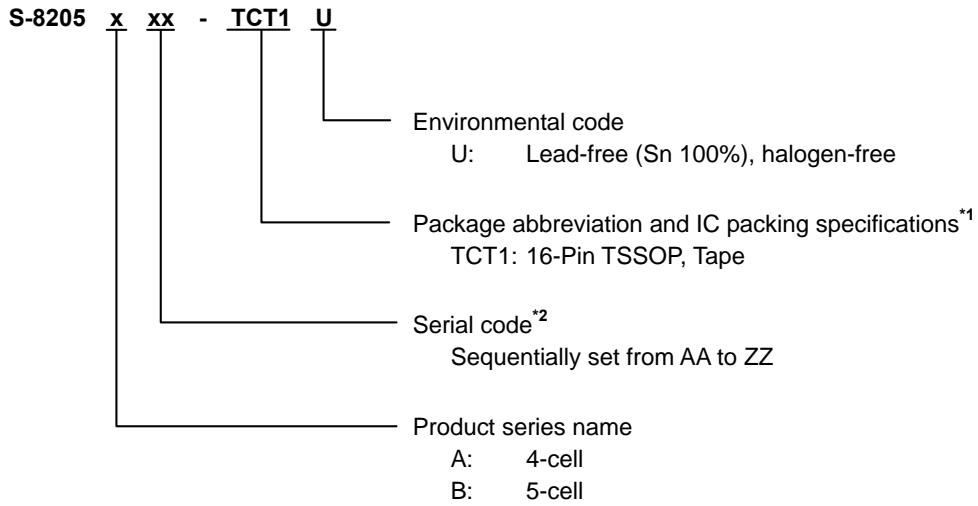 S-8205 x xx - TCT1 U
Environmental code
U: Lead-free (Sn 100%), halogen-free
Package abbreviation and IC packing specifications*1
TCT1: 16-Pin TSSOP, Tape
Serial code*2
Sequentially set from AA to ZZ
Product series name
A: 4-cell
B: 5-cell